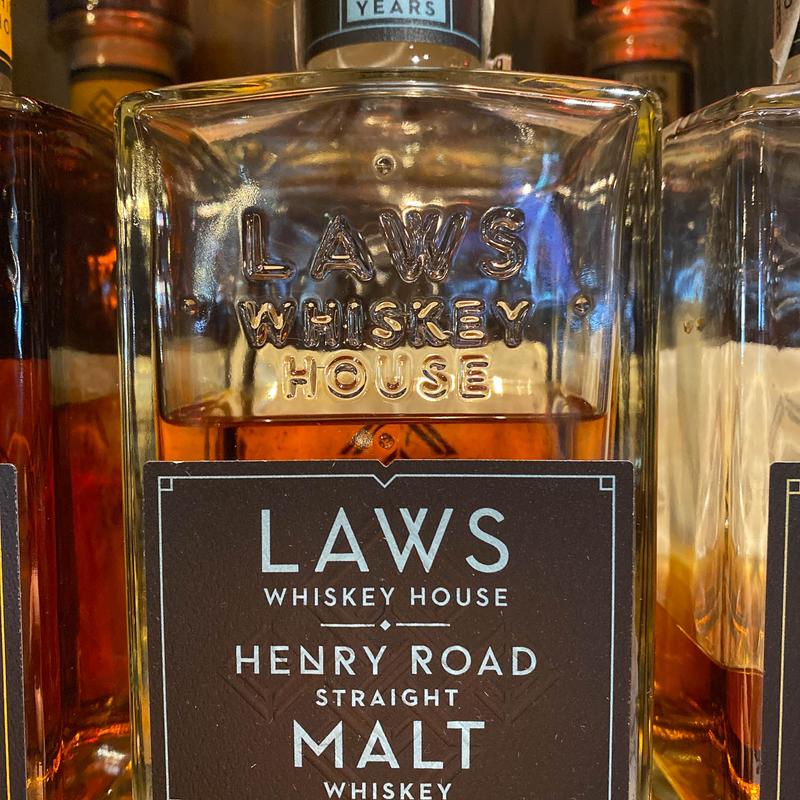 YEARS
LAWS
WHISKEY
HOUSE
LAWS
WHISKEY HOUSE
HENRY ROAD
STRAIGHT
MALT
WHISKEY